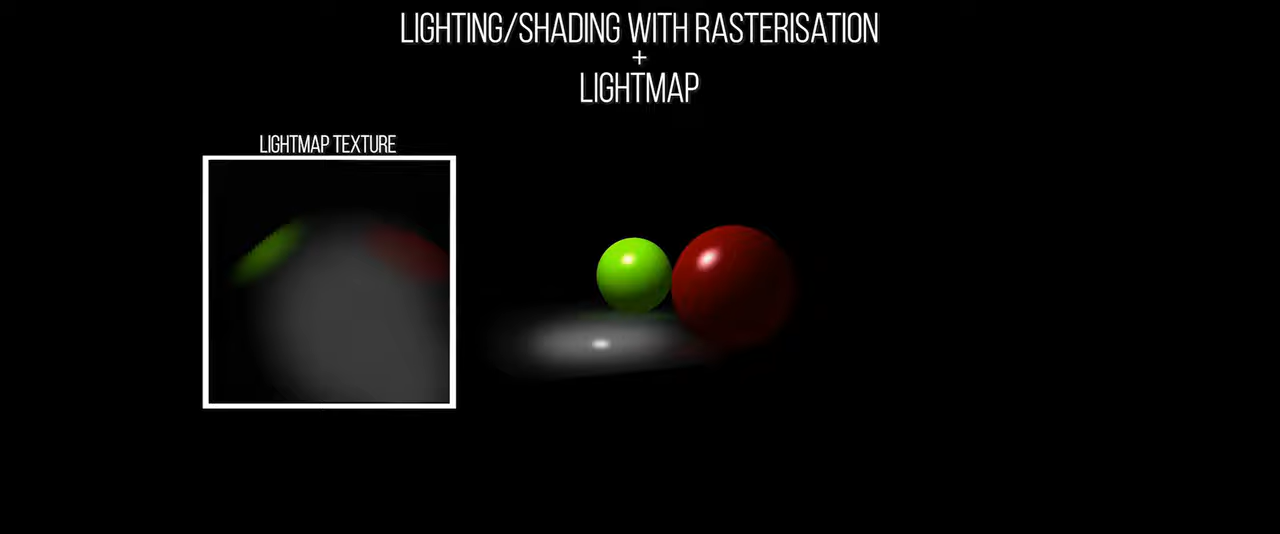 LIGHTING/SHADING WITH RASTERISATION
+
LIGHTMAP
LIGHTMAP TEXTURE